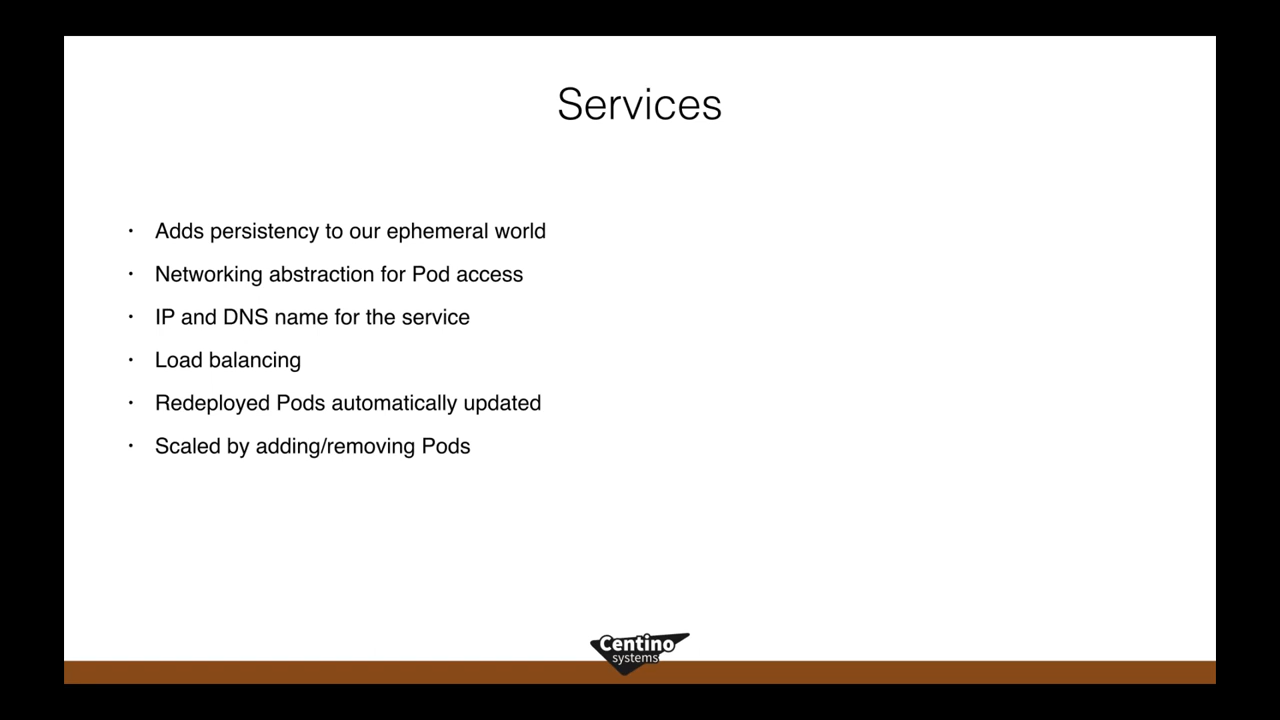 Services
· Adds persistency to our ephemeral world
· Networking abstraction for Pod access
· IP and DNS name for the service
· Load balancing
· Redeployed Pods automatically updated
· Scaled by adding/removing Pods
Centino
systems